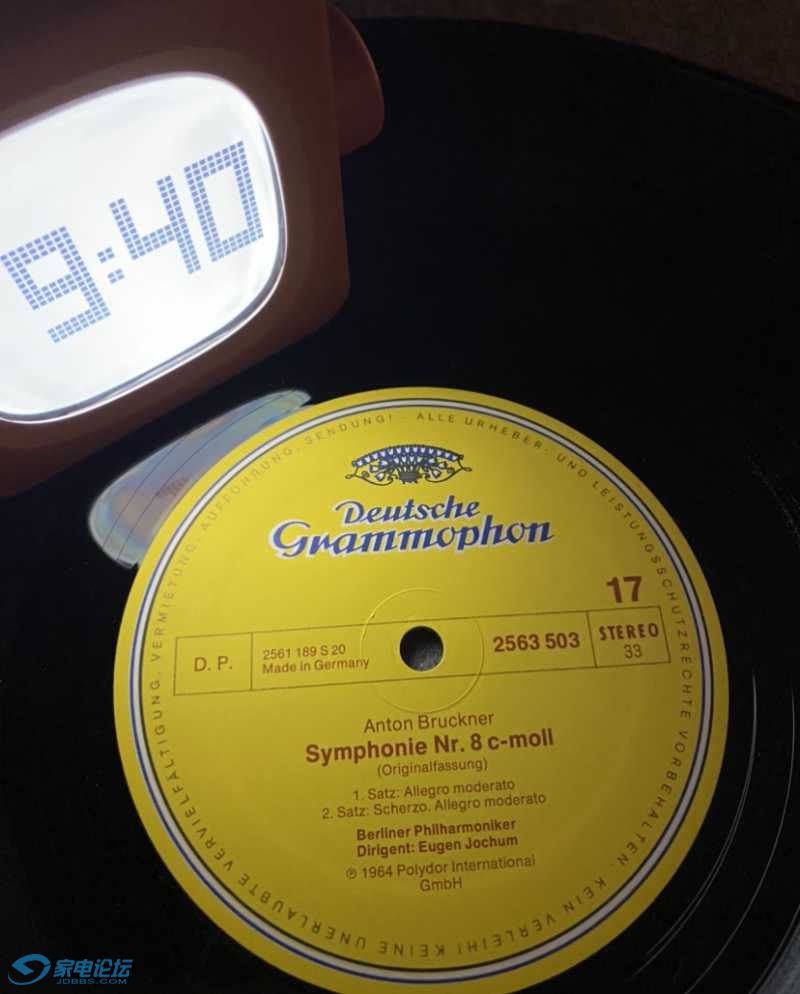 9:40
Deutsche
Grammophon
17
D. P.
2561 189 S 20
Made in Germany
2563 503
STEREO
33
Anton Bruckner
Symphonie Nr. 8 c-moll
(Originalfassung)
1. Satz: Allegro moderato
2. Satz: Scherzo. Allegro moderato
Berliner Philharmoniker
Dirigent: Eugen Jochum
℗ 1964 Polydor International
GmbH
ALLE URHEBER- UND LEISTUNGSSCHUTZRECHTE VORBEHALTEN. KEIN VERLEIH! KEINE UNERLAUBTE VERVIELFÄLTIGUNG, VERMIETUNG, AUFFÜHRUNG, SENDUNG!
家电论坛
JDBBS.COM